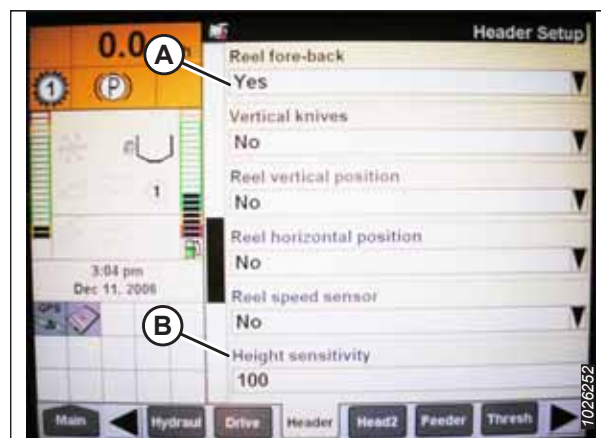 Header Setup
0.0
A
Reel fore-back
Yes
1
(P)
Vertical knives
No
Reel vertical position
No
1
Reel horizontal position
No
3:04 pm
Dec 11, 2006
Reel speed sensor
No
GPS
B
Height sensitivity
100
1026252
Main Hydraul Drive Header Head2 Feeder Thresh